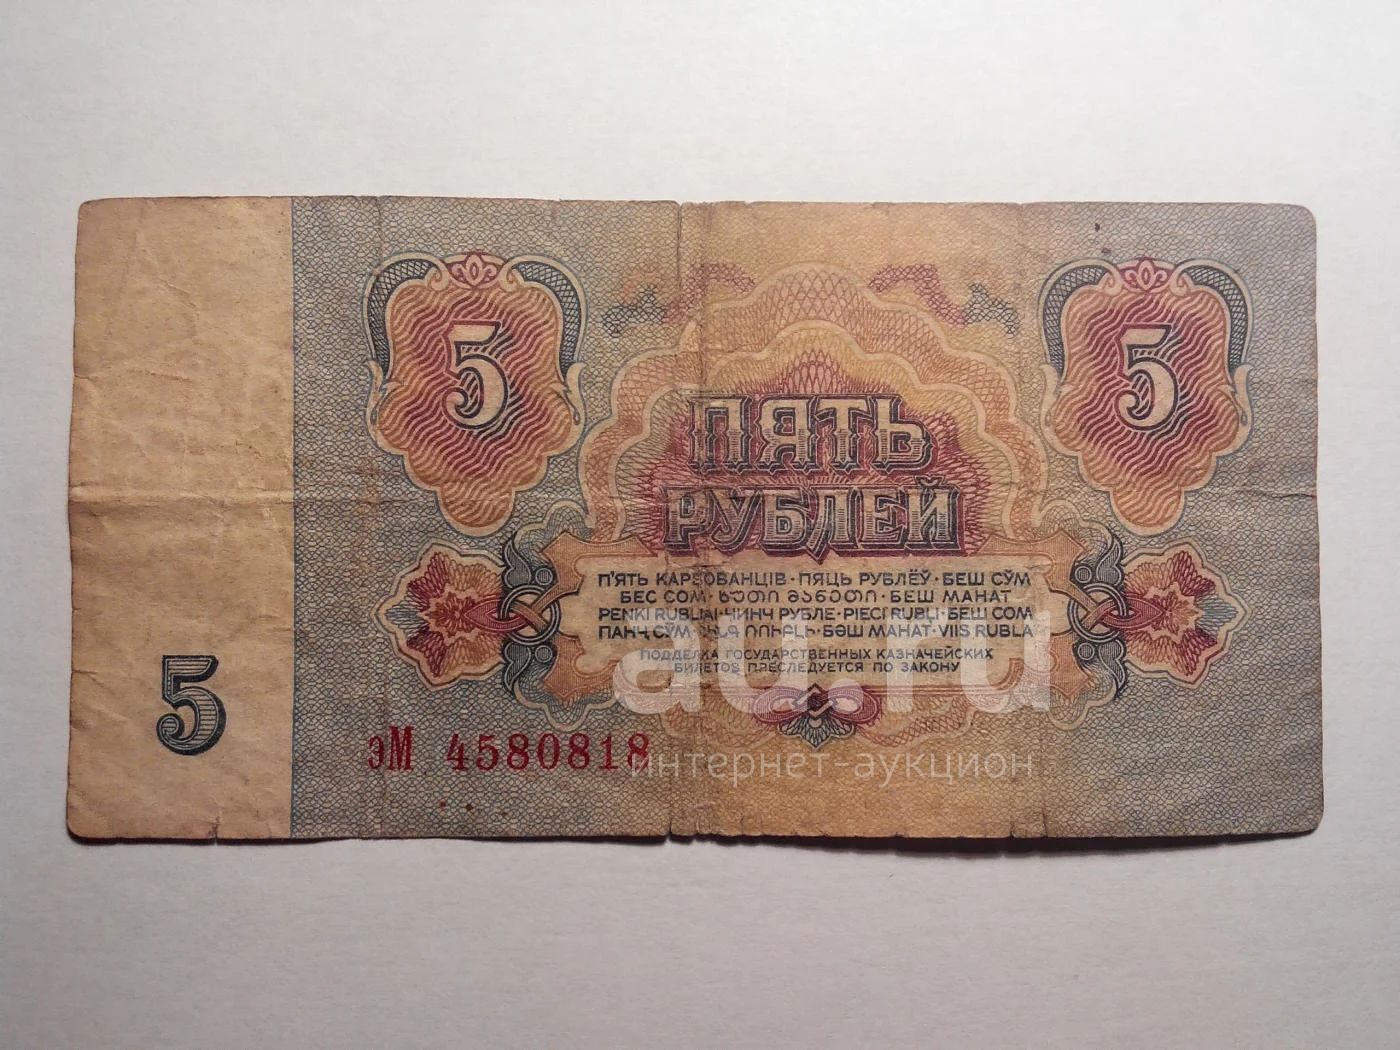 5 5
ПЯТЬ
РУБЛЕЙ
П'ЯТЬ КАРБОВАНЦІВ · ПЯЦЬ РУБЛЁЎ · БЕШ СЎМ
БЕС СОМ · ᲮᲣᲗᲘ ᲛᲐᲜᲔᲗᲘ · БЕШ МАНАТ
PENKI RUBLIAI · ЧИНЧ РУБЛЕ · PIECI RUBĻI · БЕШ СОМ
ПАНҶ СЎМ · ՀԻՆԳ ՌՈՒԲԼԻ · БӘШ МАНАТ · VIIS RUBLA
ПОДДЕЛКА ГОСУДАРСТВЕННЫХ КАЗНАЧЕЙСКИХ
БИЛЕТОВ ПРЕСЛЕДУЕТСЯ ПО ЗАКОНУ
5
эМ 4580818
au.ru
интернет-аукцион